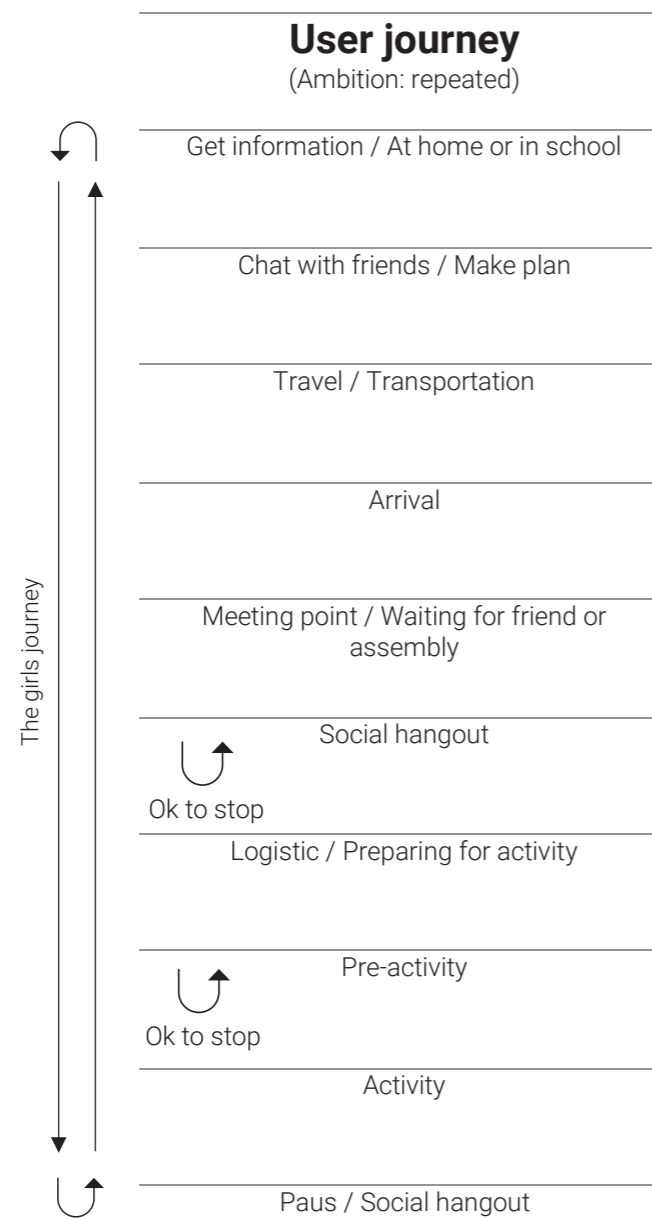 User journey
(Ambition: repeated)
Get information / At home or in school
Chat with friends / Make plan
Travel / Transportation
Arrival
The girls journey
Meeting point / Waiting for friend or
assembly
Social hangout
Ok to stop
Logistic / Preparing for activity
Pre-activity
Ok to stop
Activity
Paus / Social hangout